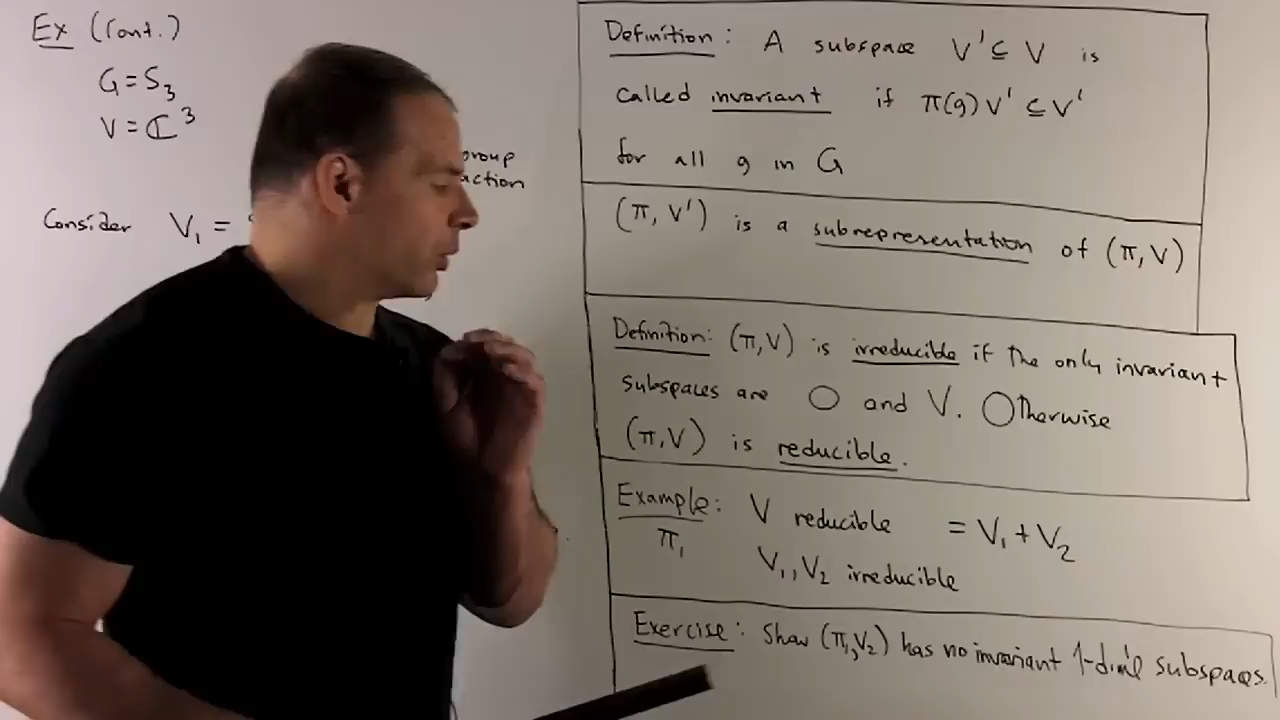 Ex (Cont.)
G = S₃
V = ℂ³
group
action
Consider V₁ =
Definition: A subspace V' ⊆ V is
called invariant if π(g)V' ⊆ V'
for all g in G
(π, V') is a subrepresentation of (π, V)
Definition: (π,V) is irreducible if the only invariant
subspaces are O and V. Otherwise
(π,V) is reducible.
Example: V reducible = V₁ + V₂
π₁ V₁, V₂ irreducible
Exercise: Show (π₁,V₂) has no invariant 1-dim'l subspaces.